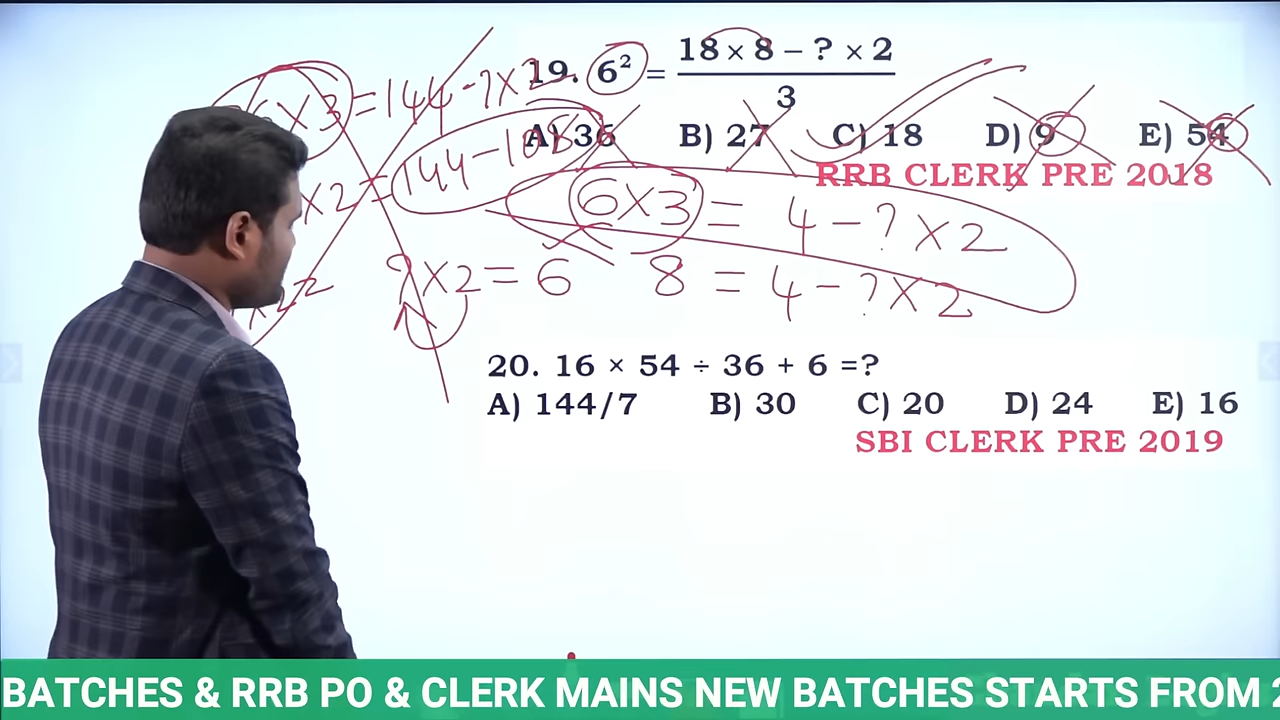 19. 6² = 18 × 8 – ? × 2 / 3
A) 36 B) 27 C) 18 D) 9 E) 54
RRB CLERK PRE 2018
6×3 = 144-?×2
×2 = 144-108
6×3 = 4-?×2
?×2 = 6 8 = 4-?×2
20. 16 × 54 ÷ 36 + 6 =?
A) 144/7 B) 30 C) 20 D) 24 E) 16
SBI CLERK PRE 2019
BATCHES & RRB PO & CLERK MAINS NEW BATCHES STARTS FROM 2